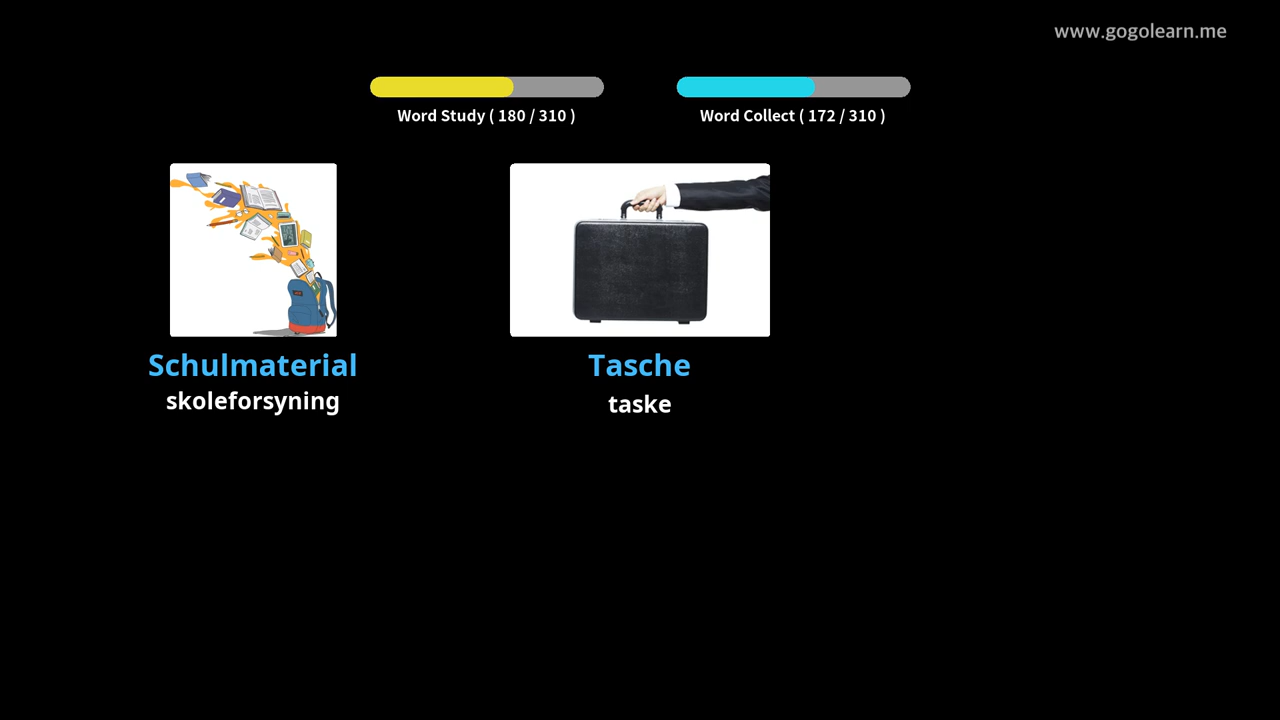 www.gogolearn.me
Word Study ( 180 / 310 )
Word Collect ( 172 / 310 )
Schulmaterial
skoleforsyning
Tasche
taske